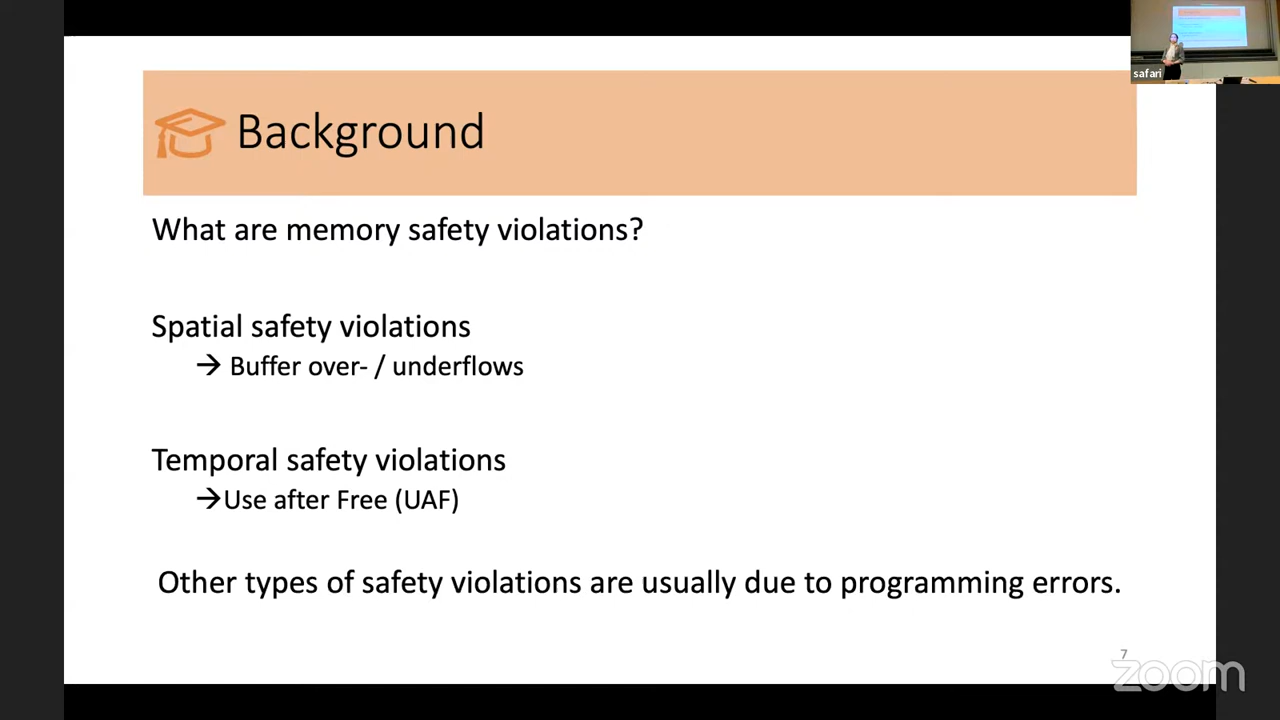 safari
Background
What are memory safety violations?
Spatial safety violations
→ Buffer over- / underflows
Temporal safety violations
→Use after Free (UAF)
Other types of safety violations are usually due to programming errors.
7
zoom